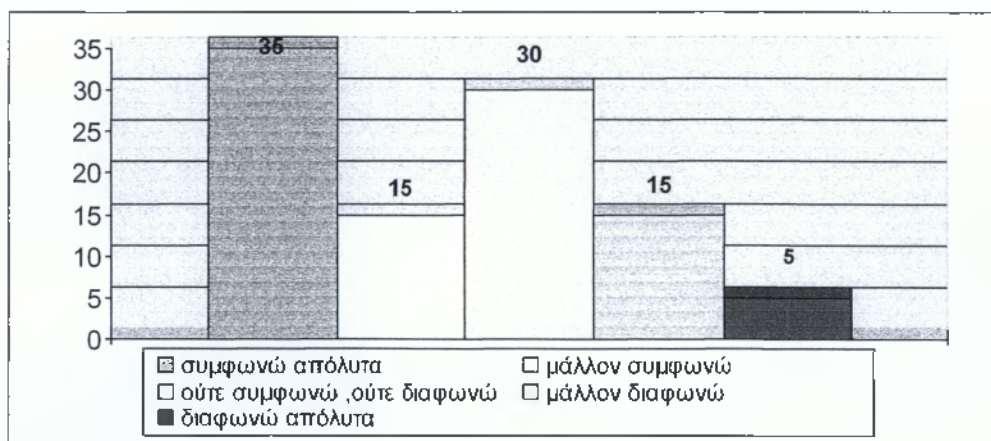 35
30
25
20
15
10
5
0
35
15
30
15
5
συμφωνώ απόλυτα
μάλλον συμφωνώ
ούτε συμφωνώ ,ούτε διαφωνώ
μάλλον διαφωνώ
διαφωνώ απόλυτα